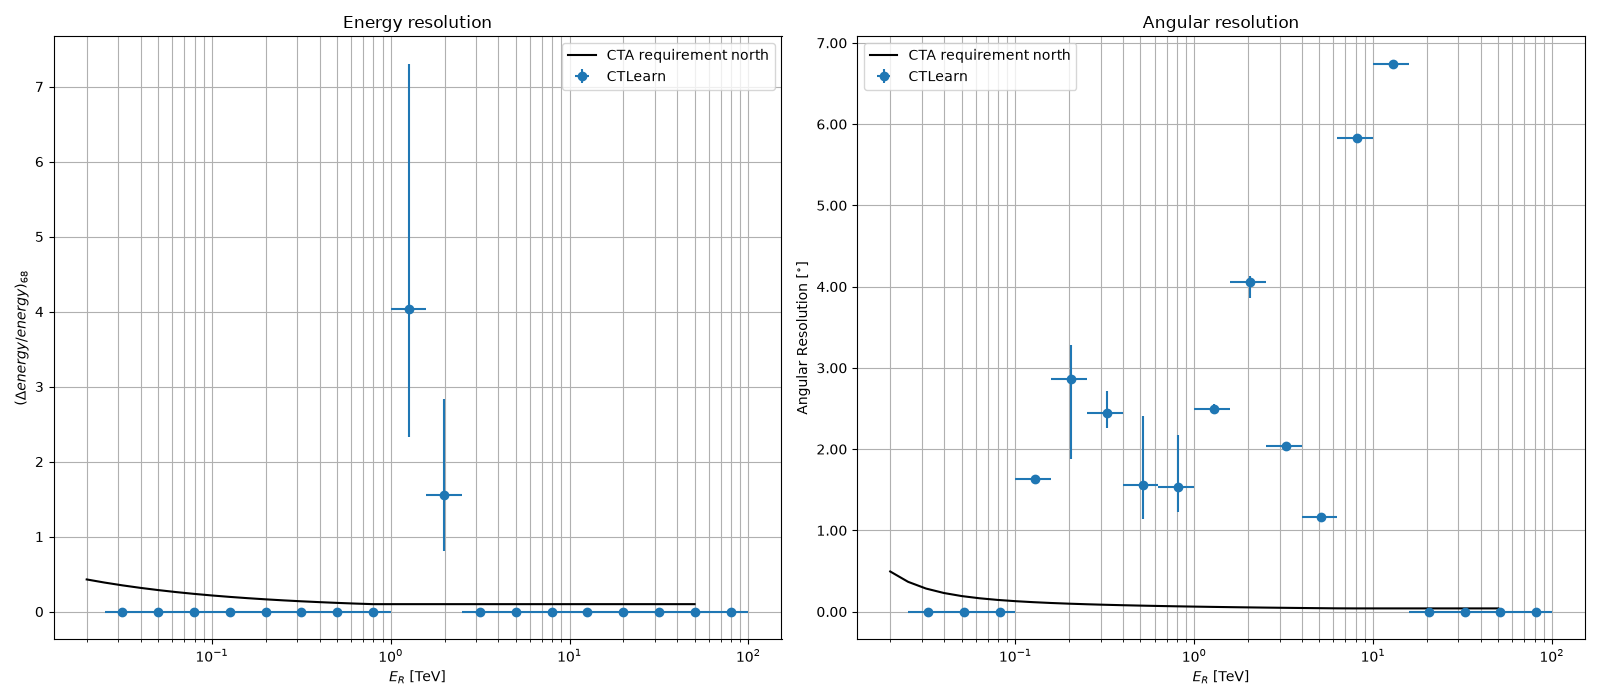 Energy resolution
CTA requirement north
CTLearn
7
6
5
4
3
2
1
0
(Δenergy/energy)₆₈
10⁻¹
10⁰
10¹
10²
E_R [TeV]
Angular resolution
CTA requirement north
CTLearn
7.00
6.00
5.00
4.00
3.00
2.00
1.00
0.00
Angular Resolution [°]
10⁻¹
10⁰
10¹
10²
E_R [TeV]